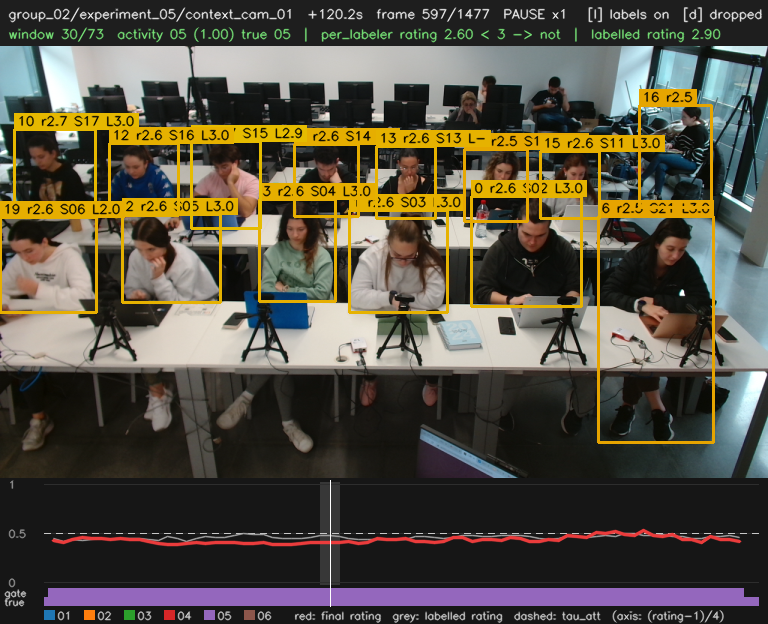 group_02/experiment_05/context_cam_01 +120.2s frame 597/1477 PAUSE x1 [l] labels on [d] dropped
window 30/73 activity 05 (1.00) true 05 | per_labeler rating 2.60 < 3 -> not | labelled rating 2.90
16 r2.5
10 r2.7 S17 L3.0
12 r2.6 S16 L3.0
S15 L2.9
r2.6 S14
13 r2.6 S13 L-
r2.5 S1
15 r2.6 S11 L3.0
19 r2.6 S06 L2.0
2 r2.6 S05 L3.0
3 r2.6 S04 L3.0
r2.6 S03 L3.0
0 r2.6 S02 L3.0
6 r2.5 S21 L3.0
1
0.5
0
gate
true
01 02 03 04 05 06 red: final rating grey: labelled rating dashed: tau_att (axis: (rating-1)/4)